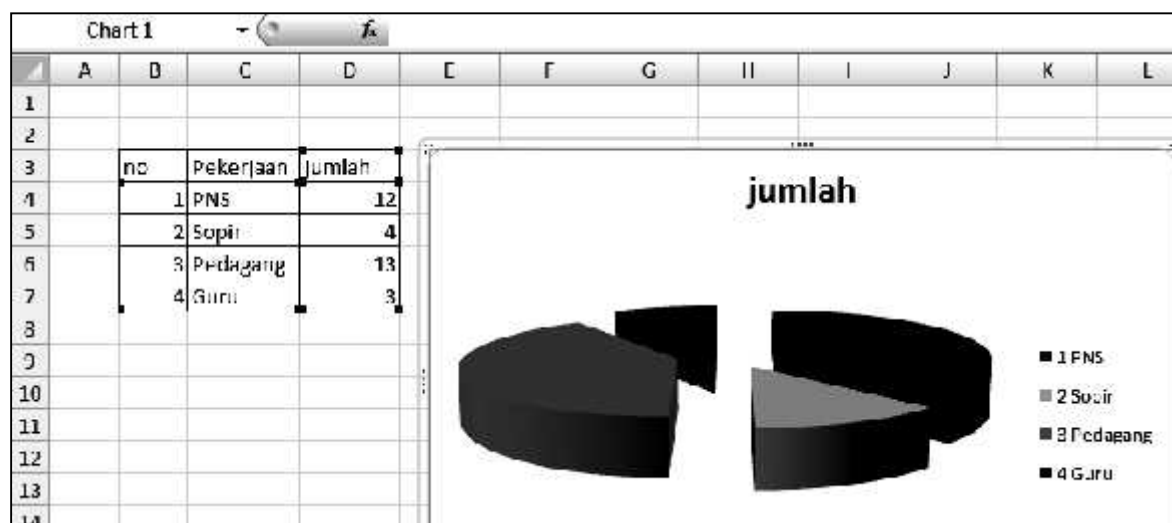 Chart 1 fx
A B C D E F G H I J K L
1
2
3 no Pekerjaan Jumlah
4 1 PNS 12
5 2 Sopir 4
6 3 Pedagang 13
7 4 Guru 3
8
9
10
11
12
13
14
jumlah
1 PNS
2 Sopir
3 Pedagang
4 Guru